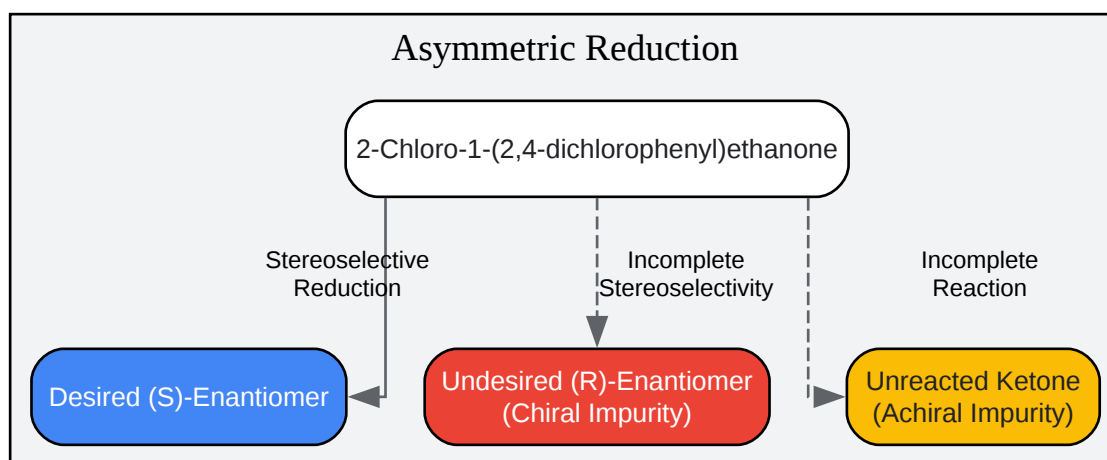 Asymmetric Reduction
2-Chloro-1-(2,4-dichlorophenyl)ethanone
Stereoselective
Reduction
Incomplete
Stereoselectivity
Incomplete
Reaction
Desired (S)-Enantiomer
Undesired (R)-Enantiomer
(Chiral Impurity)
Unreacted Ketone
(Achiral Impurity)